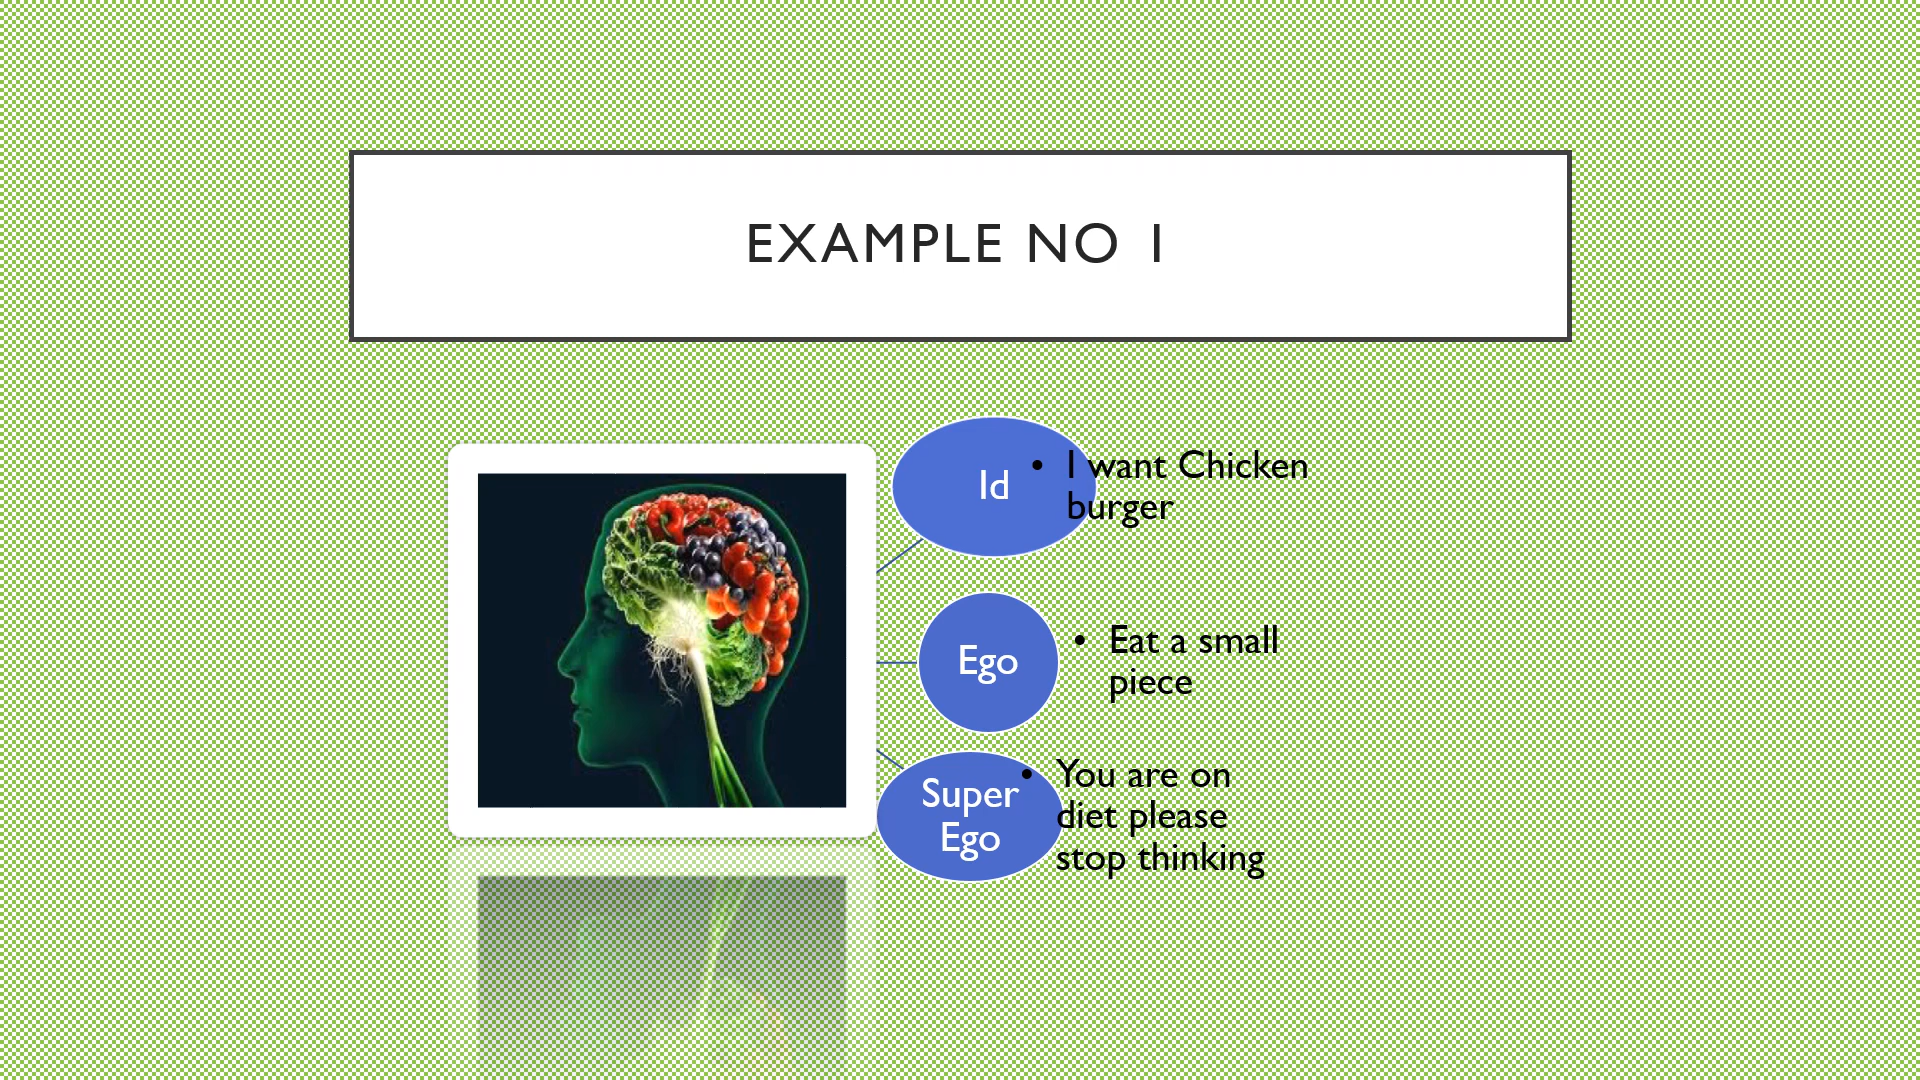 EXAMPLE NO 1
Id
• I want Chicken
burger
Ego
• Eat a small
piece
Super
Ego
• You are on
diet please
stop thinking